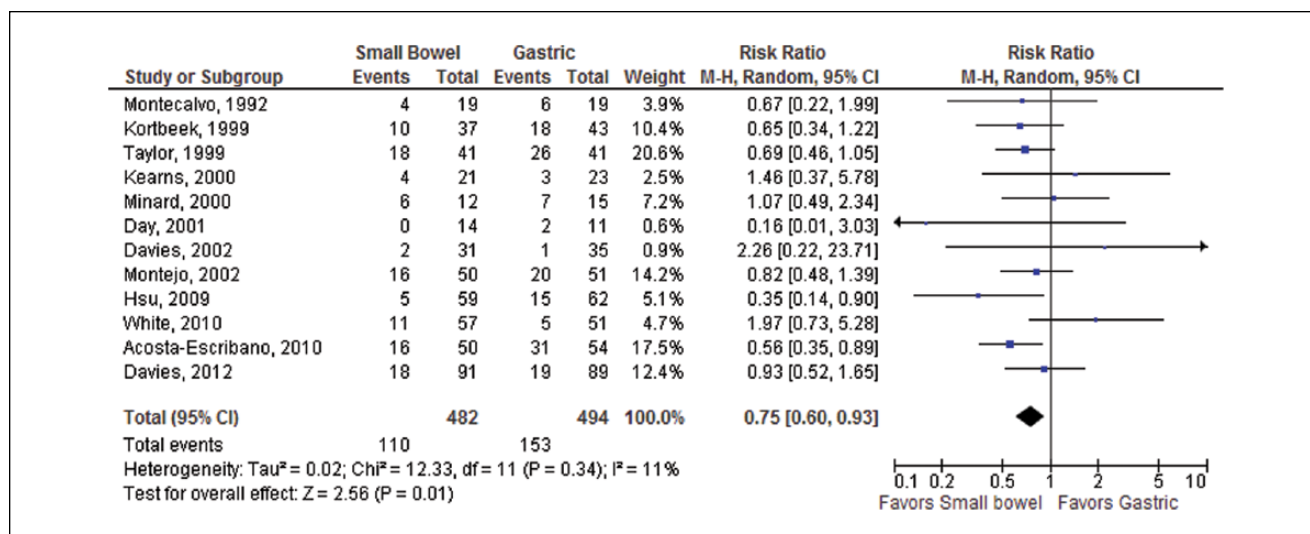 Small Bowel Gastric Risk Ratio Risk Ratio
Study or Subgroup Events Total Events Total Weight M-H, Random, 95% CI M-H, Random, 95% CI
Montecalvo, 1992 4 19 6 19 3.9% 0.67 [0.22, 1.99]
Kortbeek, 1999 10 37 18 43 10.4% 0.65 [0.34, 1.22]
Taylor, 1999 18 41 26 41 20.6% 0.69 [0.46, 1.05]
Kearns, 2000 4 21 3 23 2.5% 1.46 [0.37, 5.78]
Minard, 2000 6 12 7 15 7.2% 1.07 [0.49, 2.34]
Day, 2001 0 14 2 11 0.6% 0.16 [0.01, 3.03]
Davies, 2002 2 31 1 35 0.9% 2.26 [0.22, 23.71]
Montejo, 2002 16 50 20 51 14.2% 0.82 [0.48, 1.39]
Hsu, 2009 5 59 15 62 5.1% 0.35 [0.14, 0.90]
White, 2010 11 57 5 51 4.7% 1.97 [0.73, 5.28]
Acosta-Escribano, 2010 16 50 31 54 17.5% 0.56 [0.35, 0.89]
Davies, 2012 18 91 19 89 12.4% 0.93 [0.52, 1.65]
Total (95% CI) 482 494 100.0% 0.75 [0.60, 0.93]
Total events 110 153
Heterogeneity: Tau² = 0.02; Chi² = 12.33, df = 11 (P = 0.34); I² = 11%
Test for overall effect: Z = 2.56 (P = 0.01)
0.1 0.2 0.5 1 2 5 10
Favors Small bowel Favors Gastric